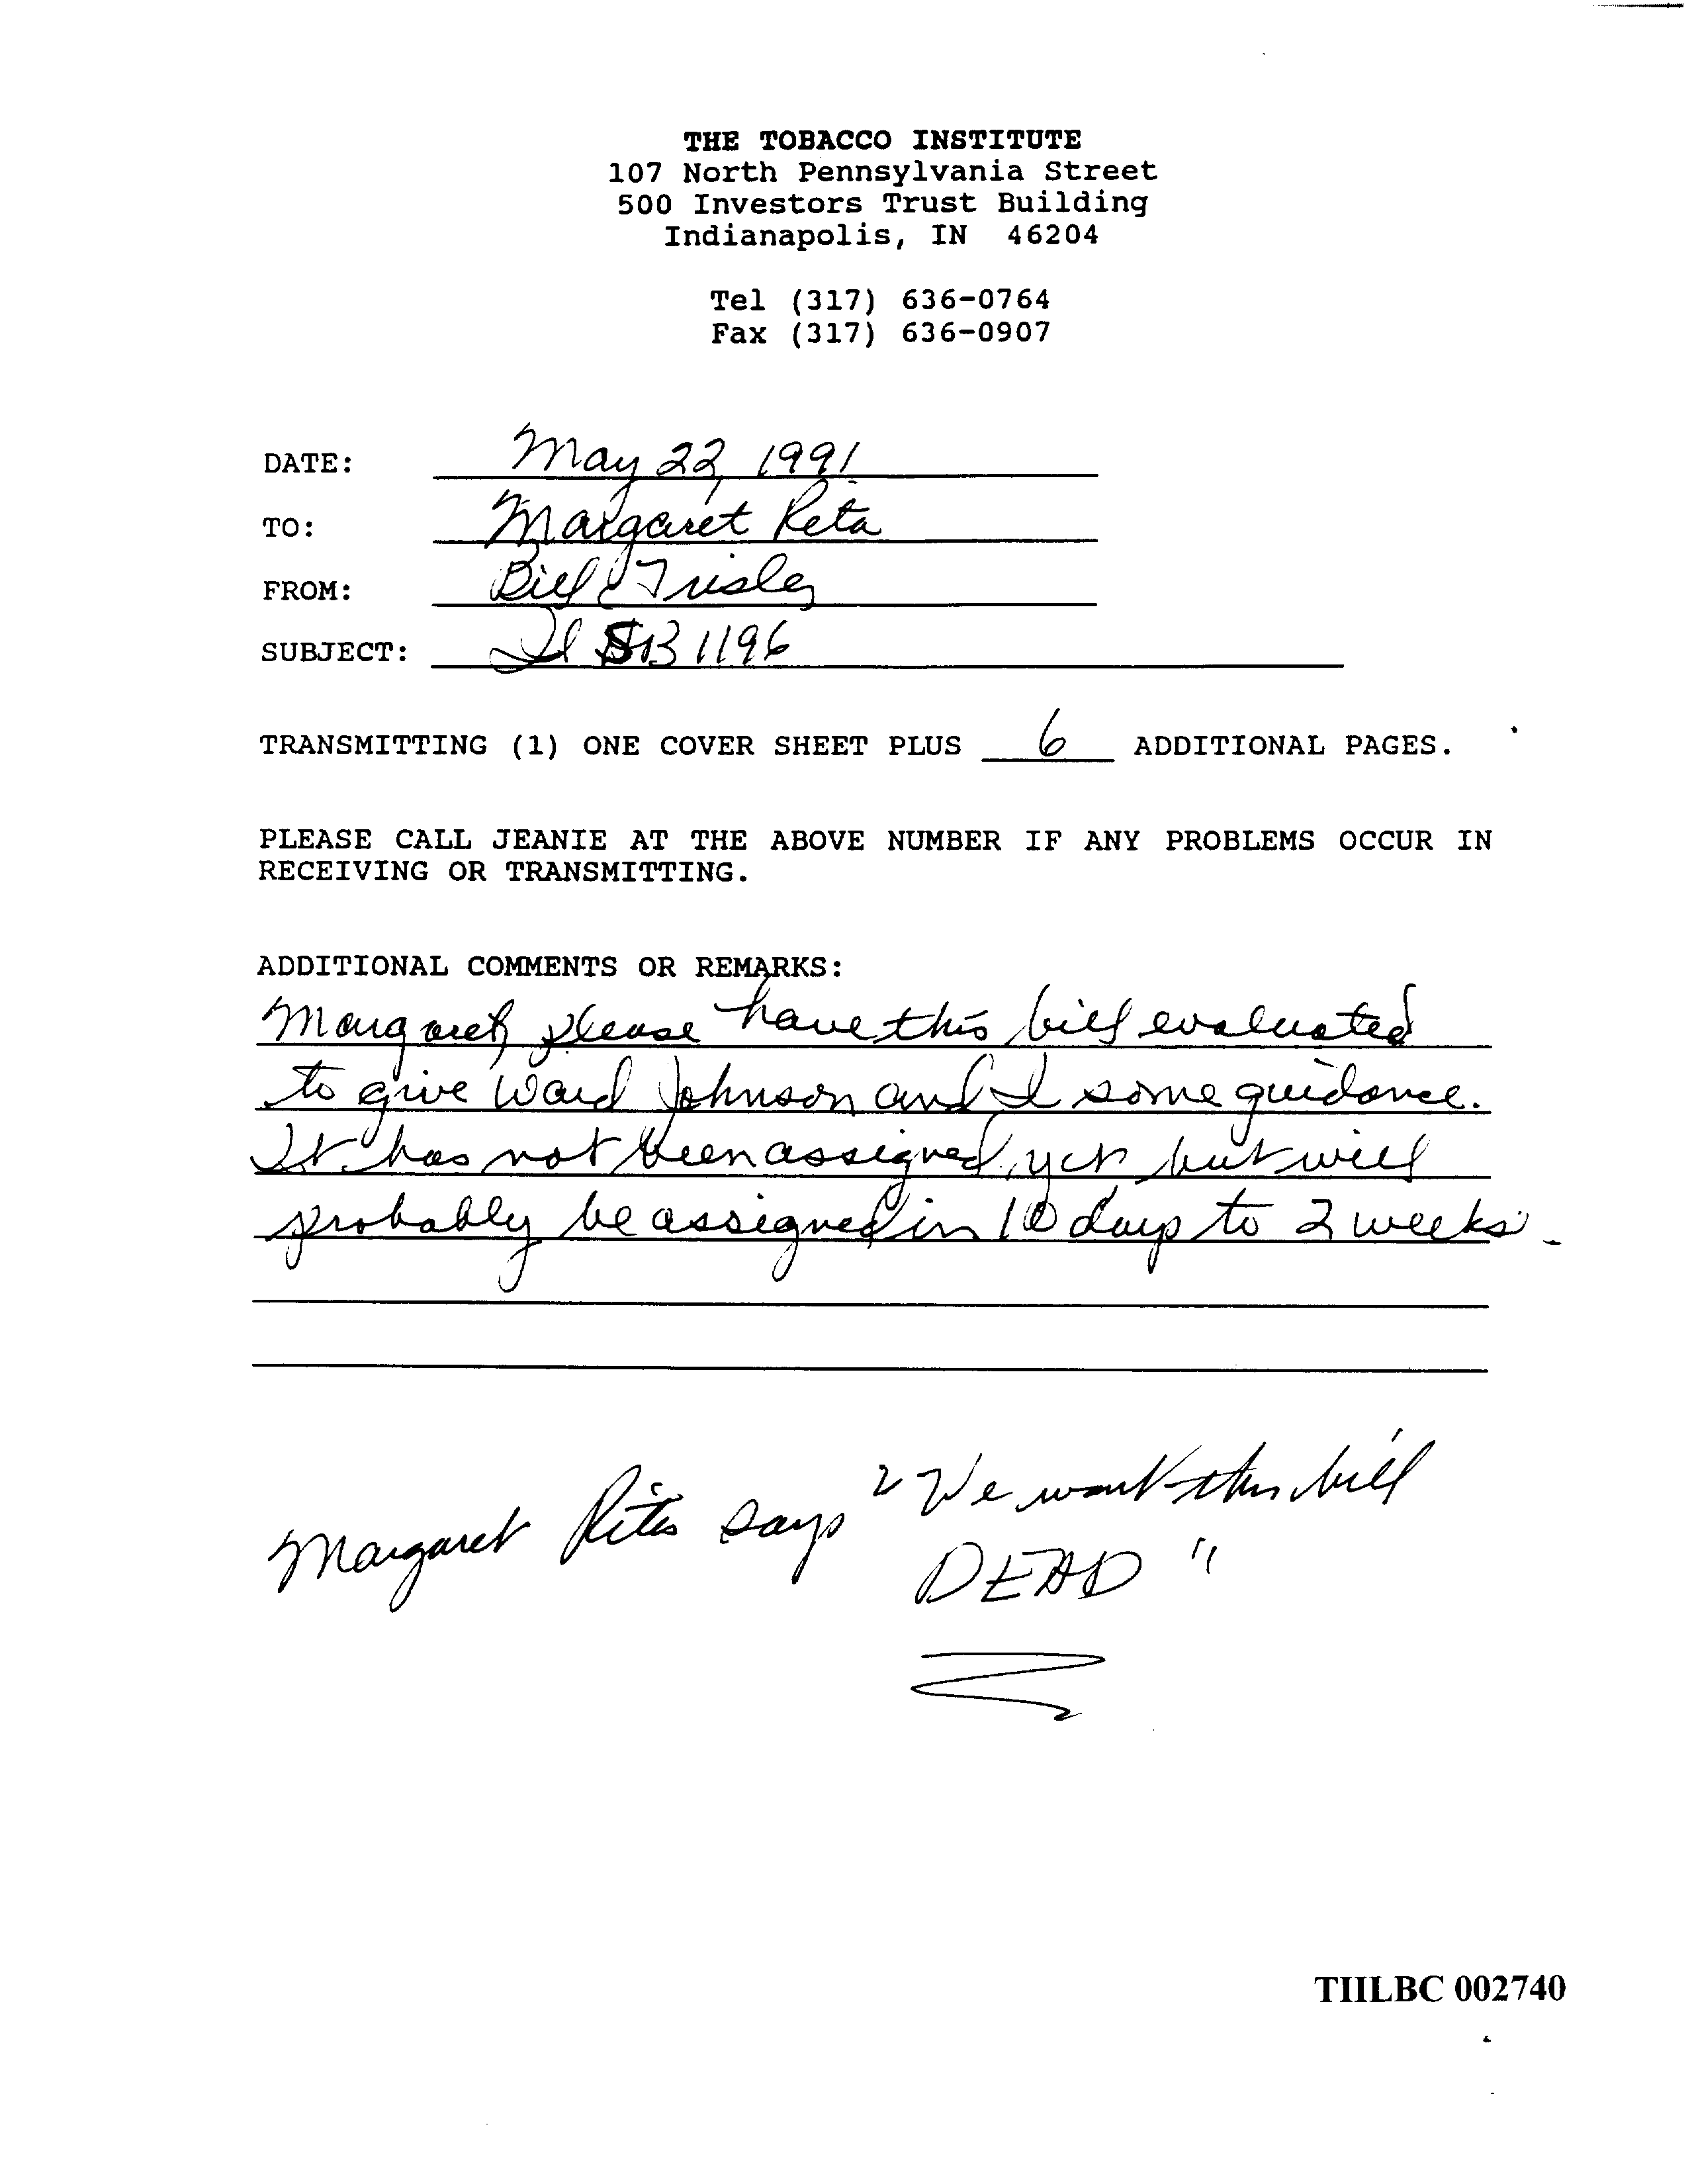 THE TOBACCO INSTITUTE
107 North Pennsylvania Street
500 Investors Trust Building
Indianapolis, IN 46204
Tel (317) 636-0764
Fax (317) 636-0907
DATE: May 22, 1991
TO: Margaret Rita
FROM: Bill Trisler
SUBJECT: Il SB 1196
TRANSMITTING (1) ONE COVER SHEET PLUS 6 ADDITIONAL PAGES.
PLEASE CALL JEANIE AT THE ABOVE NUMBER IF ANY PROBLEMS OCCUR IN
RECEIVING OR TRANSMITTING.
ADDITIONAL COMMENTS OR REMARKS:
Margaret, please have this bill evaluated
to give Ward Johnson and I some guidance.
It has not been assigned yet but will
probably be assigned in 10 days to 2 weeks.
Margaret Rita says "We want this bill
DEAD"
TIILBC 002740